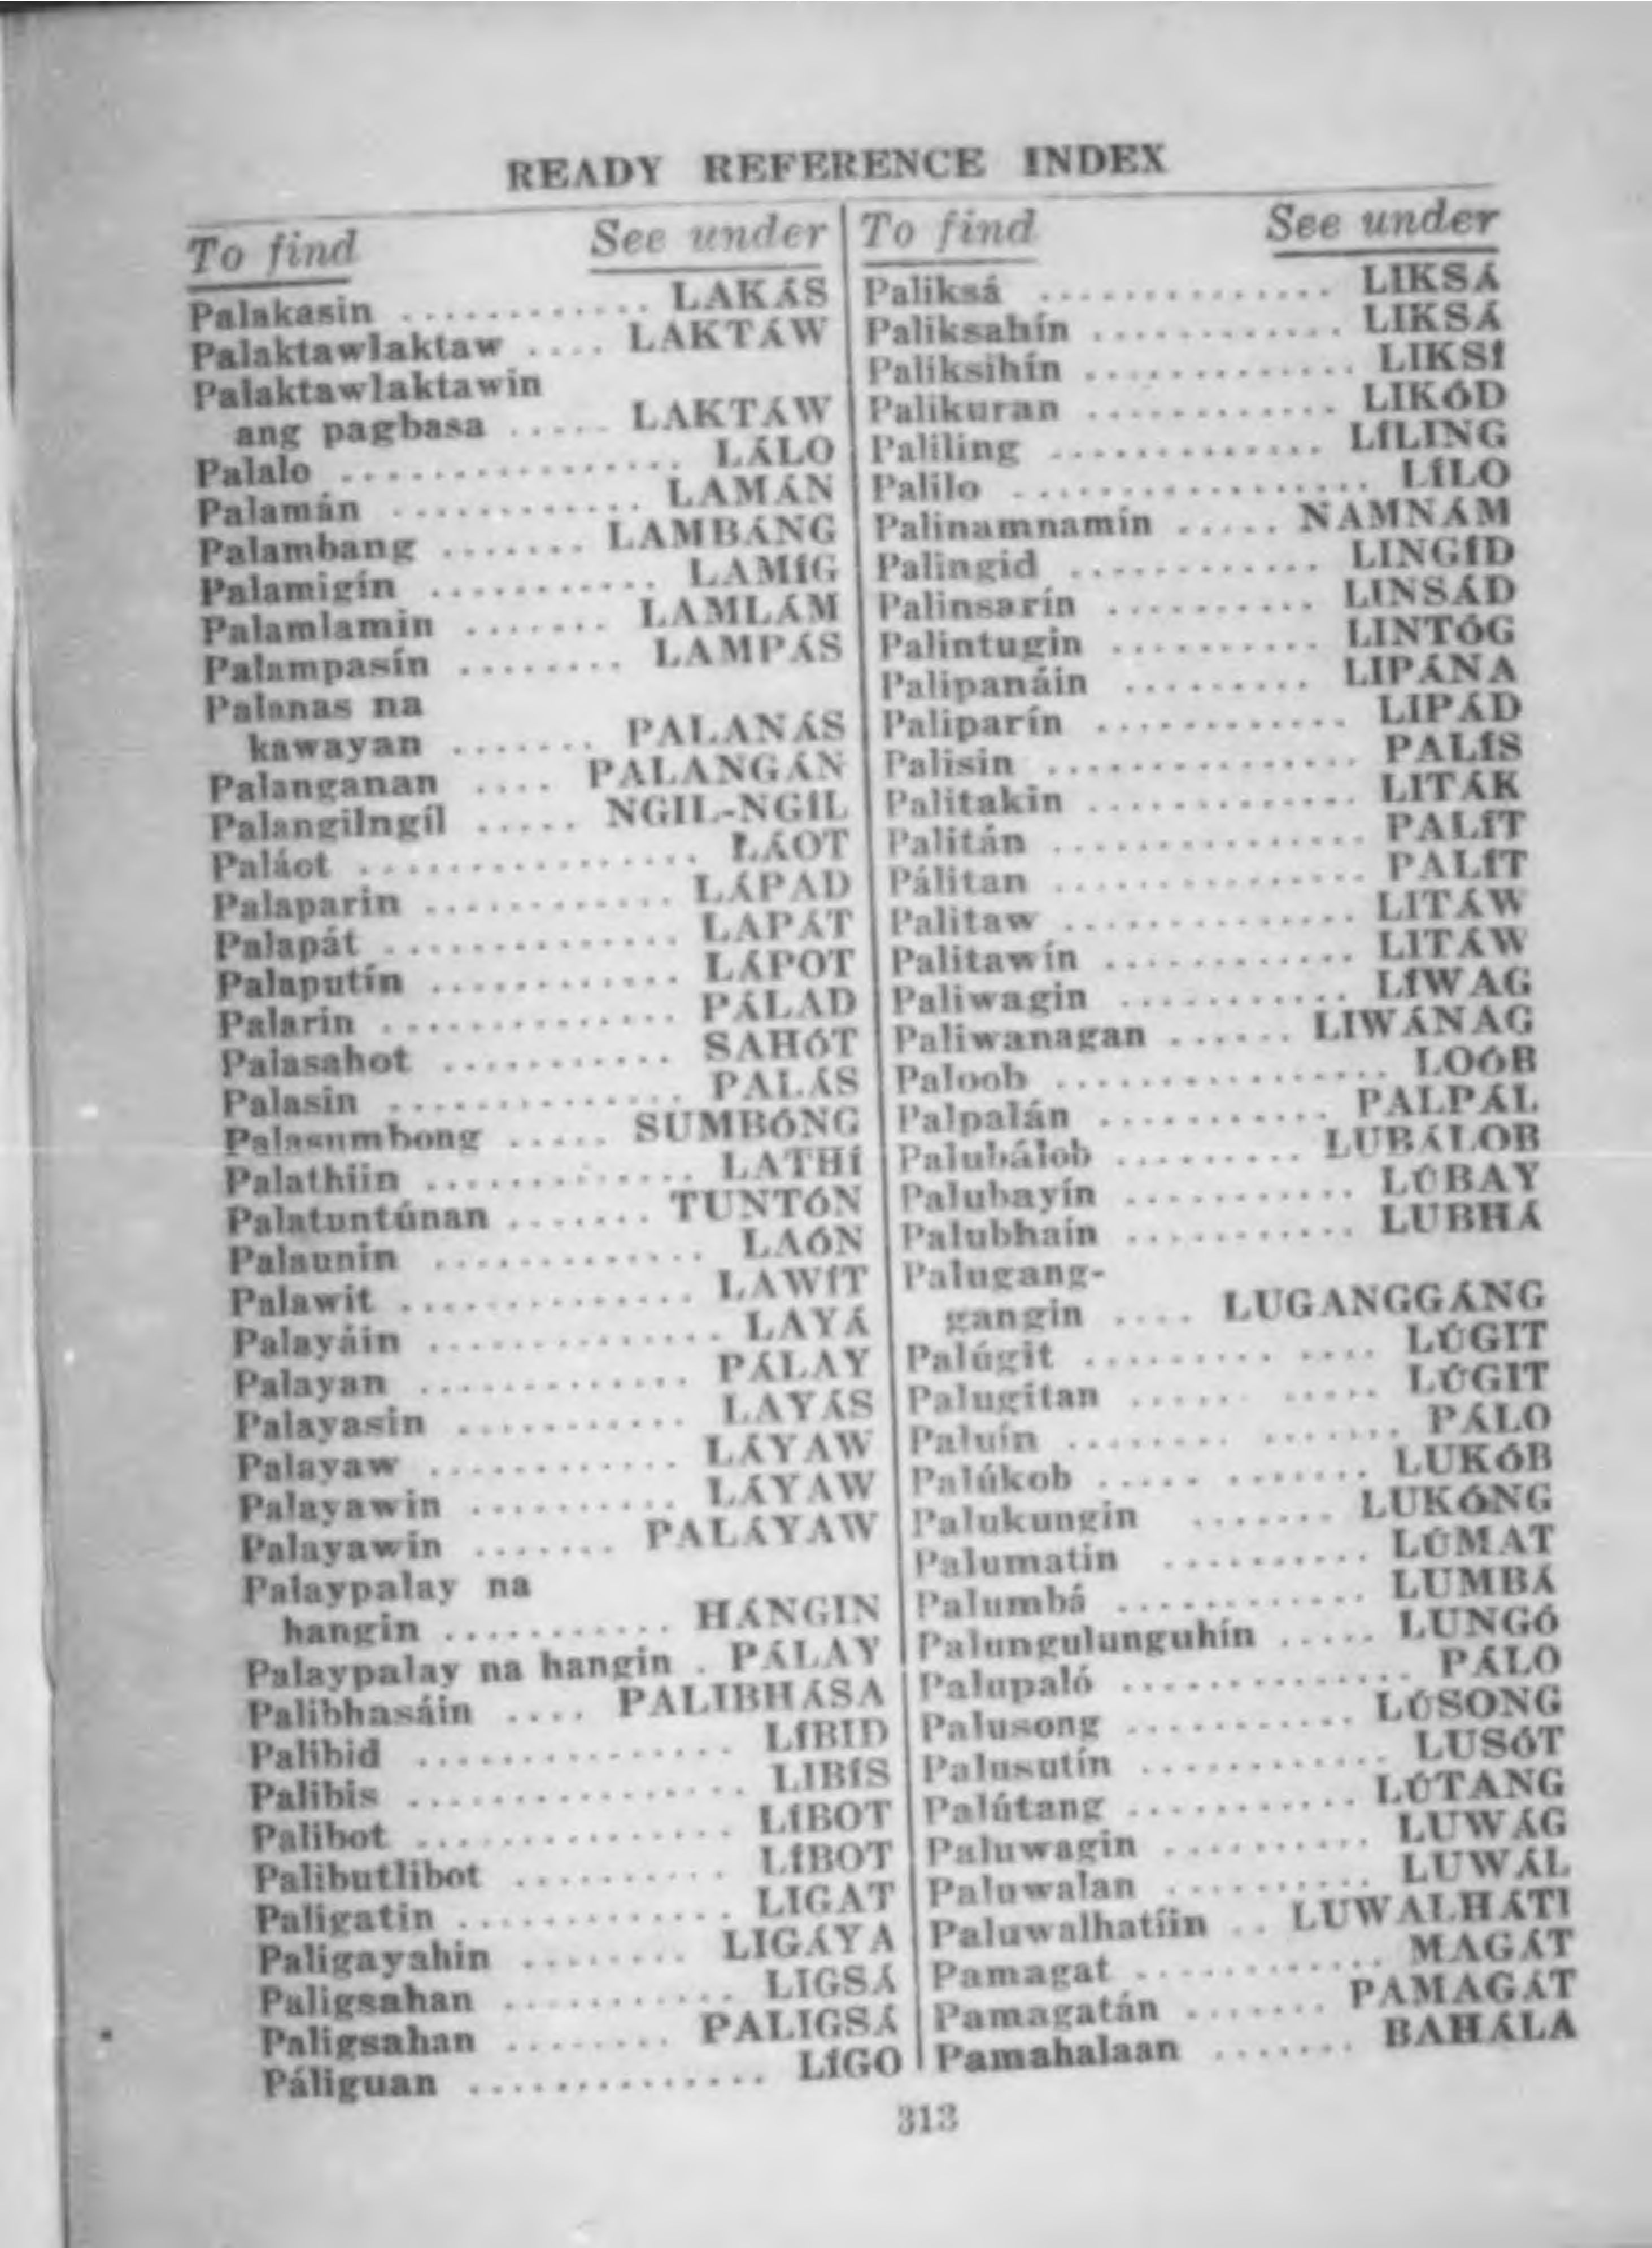 READY REFERENCE INDEX
To find See under
Palakasin ............ LAKÁS
Palaktawlaktaw .... LAKTÁW
Palaktawlaktawin
ang pagbasa ..... LAKTÁW
Palalo ................. LÁLO
Palamán ............ LAMÁN
Palambang ....... LAMBÁNG
Palamigín ........... LAMÍG
Palamlamin ....... LAMLÁM
Palampasín ........ LAMPÁS
Palanas na
kawayan ....... PALANÁS
Palanganan .... PALANGÁN
Palangilngíl ..... NGIL-NGÍL
Paláot ................. LÁOT
Palaparin ............ LÁPAD
Palapát .............. LAPÁT
Palaputín ............ LÁPOT
Palarin .............. PÁLAD
Palasahot ........... SAHÓT
Palasin .............. PALÁS
Palasumbong ..... SUMBÓNG
Palathiin ............. LATHÍ
Palatuntúnan ....... TUNTÓN
Palaunin ............. LAÓN
Palawit .............. LAWÍT
Palayáin .............. LAYÁ
Palayan ............. PÁLAY
Palayasin ........... LAYÁS
Palayaw ............ LÁYAW
Palayawin .......... LÁYAW
Palayawin ....... PALÁYAW
Palaypalay na
hangin ........... HÁNGIN
Palaypalay na hangin . PÁLAY
Palibhasáin .... PALIBHÁSA
Palibid ............... LÍBID
Palibis ................ LIBÍS
Palibot ............... LÍBOT
Palibutlibot .......... LÍBOT
Paligatin ............. LIGAT
Paligayahin ........ LIGÁYA
Paligsahan ........... LIGSÁ
Paligsahan ........ PALIGSÁ
Páliguan .............. LÍGO
To find See under
Paliksá .............. LIKSÁ
Paliksahín ............ LIKSÁ
Paliksihín ............. LIKSÍ
Palikuran ............ LIKÓD
Paliling ............. LÍLING
Palilo ................. LÍLO
Palinamnamín ..... NAMNÁM
Palingid ............ LINGÍD
Palinsarín .......... LINSÁD
Palintugin .......... LINTÓG
Palipanáin ......... LIPÁNA
Paliparín ............ LIPÁD
Palisin ............... PALÍS
Palitakin ............. LITÁK
Palitán ............... PALÍT
Pálitan ............... PALÍT
Palitaw .............. LITÁW
Palitawín ............ LITÁW
Paliwagin ........... LÍWAG
Paliwanagan ...... LIWÁNAG
Paloob ................ LOÓB
Palpalán ........... PALPÁL
Palubálob ......... LUBÁLOB
Palubayín ........... LÚBAY
Palubhain ........... LUBHÁ
Palugang-
gangin .... LUGANGGÁNG
Palúgit ......... .... LÚGIT
Palugitan ...... ..... LÚGIT
Paluin ........ ....... PÁLO
Palúkob ..... ....... LUKÓB
Palukungin ....... LUKÓNG
Palumatin .......... LÚMAT
Palumbá ............ LUMBÁ
Palungulunguhín ..... LUNGÓ
Palupaló .............. PÁLO
Palusong ........... LÚSONG
Palusutín ............ LUSÓT
Palútang ........... LÚTANG
Paluwagin .......... LUWÁG
Paluwalan .......... LUWÁL
Paluwalhatíin .. LUWALHÁTI
Pamagat ............ MAGÁT
Pamagatán ....... PAMAGÁT
Pamahalaan ....... BAHÁLA
313